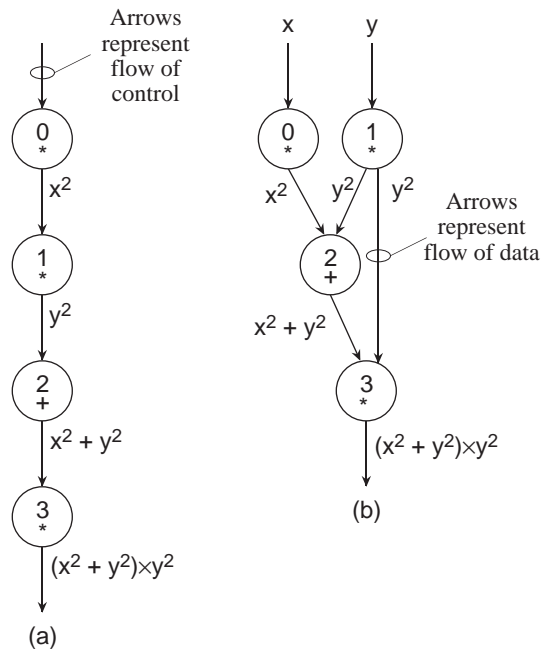 Arrows
represent
flow of
control
0
*
x²
1
*
y²
2
+
x² + y²
3
*
(x² + y²)×y²
(a)
x
y
0
*
1
*
x²
y²
y²
Arrows
represent
flow of data
2
+
x² + y²
3
*
(x² + y²)×y²
(b)